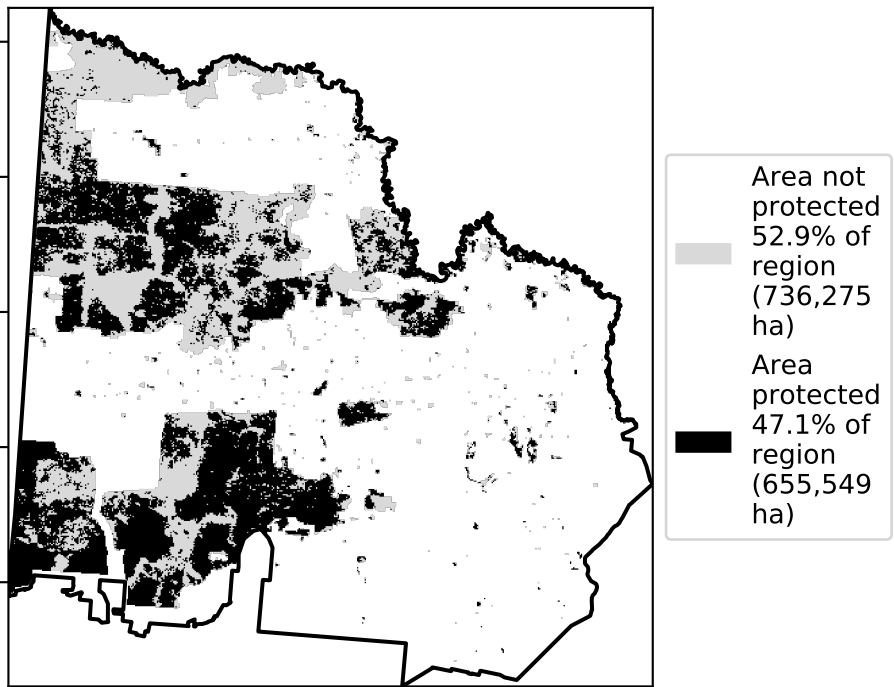 Area not
protected
52.9% of
region
(736,275
ha)
Area
protected
47.1% of
region
(655,549
ha)